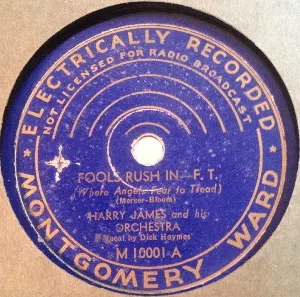 ★ ELECTRICALLY RECORDED ★
NOT LICENSED FOR RADIO BROADCAST
FOOLS RUSH IN—F. T.
(Where Angels Fear to Tread)
(Mercer-Bloom)
HARRY JAMES and his
ORCHESTRA
Vocal by Dick Haymes
M 10001 A
MONTGOMERY WARD